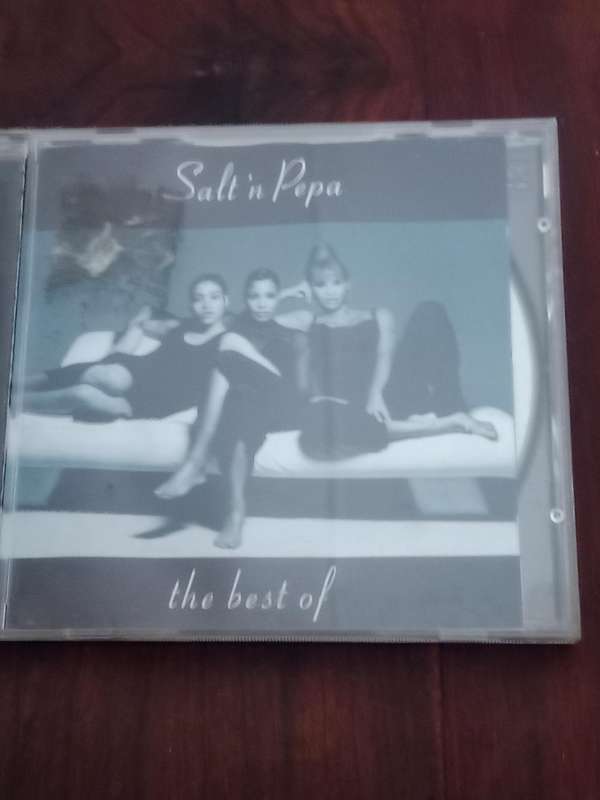 Salt 'n Pepa
the best of